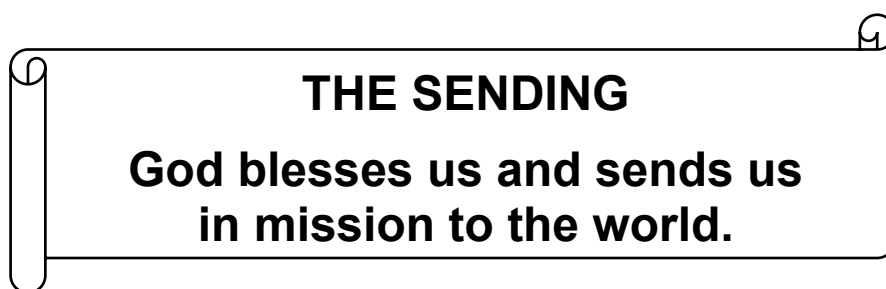 THE SENDING
God blesses us and sends us
in mission to the world.